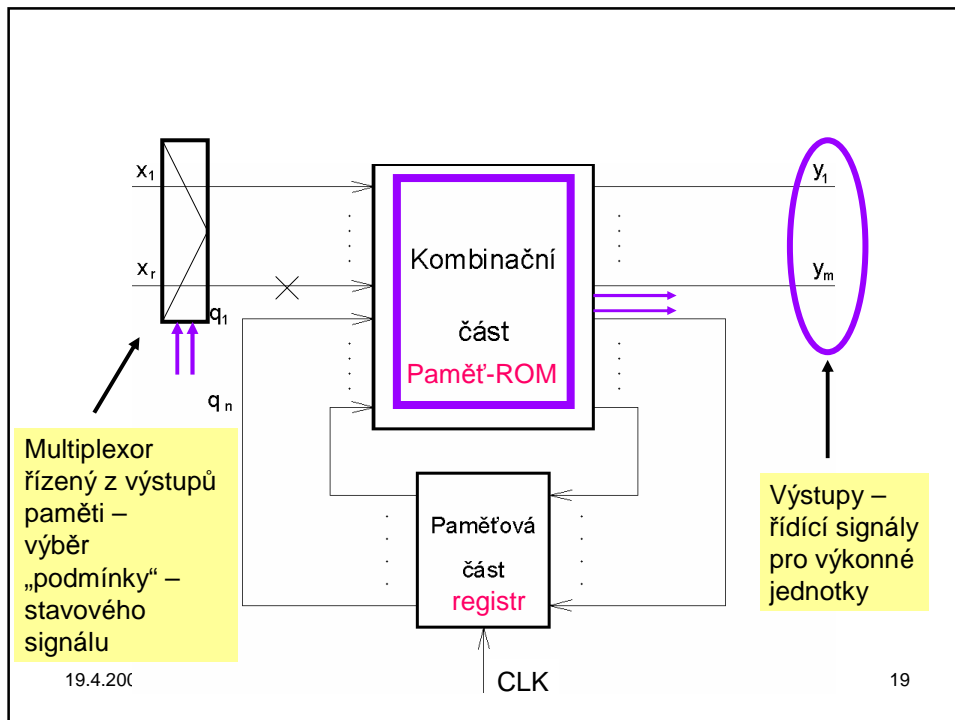 x1
xr
q1
qn
Kombinační
část
Paměť-ROM
y1
ym
Multiplexor
řízený z výstupů
paměti –
výběr
„podmínky“ –
stavového
signálu
Paměťová
část
registr
Výstupy –
řídící signály
pro výkonné
jednotky
CLK
19